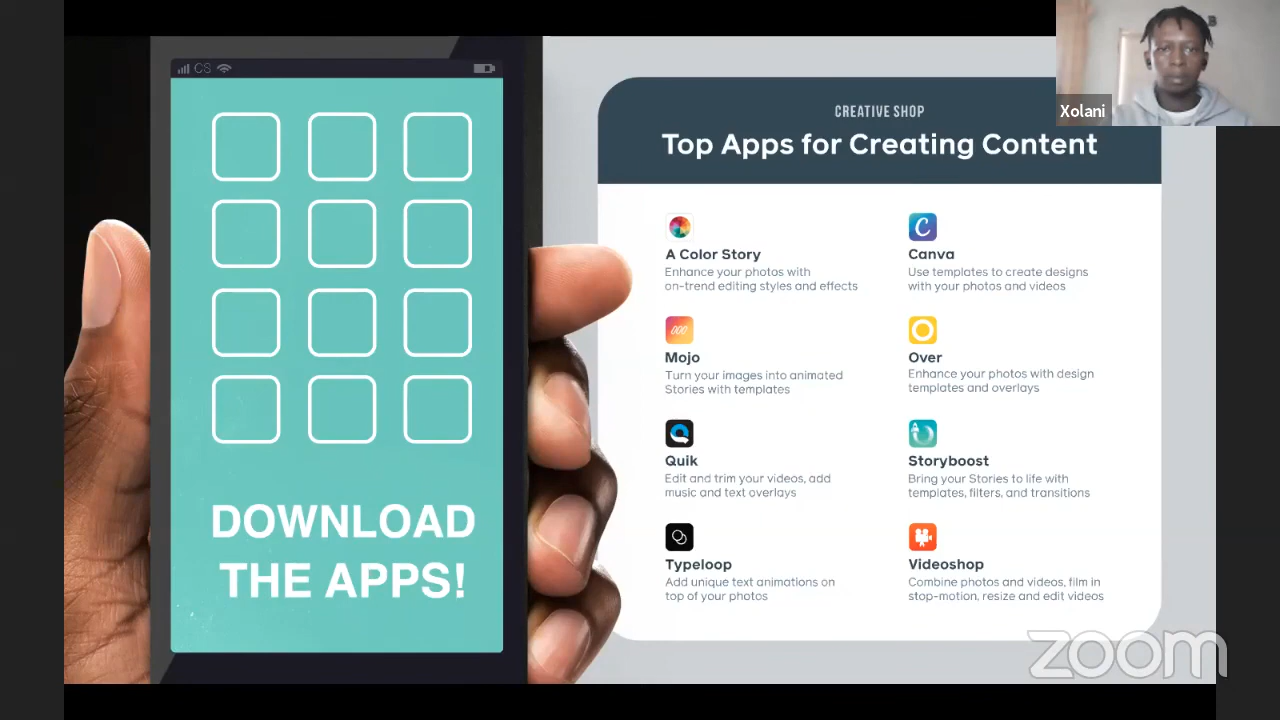 CS
DOWNLOAD
THE APPS!
CREATIVE SHOP
Top Apps for Creating Content
A Color Story
Enhance your photos with
on-trend editing styles and effects
Canva
Use templates to create designs
with your photos and videos
Mojo
Turn your images into animated
Stories with templates
Over
Enhance your photos with design
templates and overlays
Quik
Edit and trim your videos, add
music and text overlays
Storyboost
Bring your Stories to life with
templates, filters, and transitions
Typeloop
Add unique text animations on
top of your photos
Videoshop
Combine photos and videos, film in
stop-motion, resize and edit videos
Xolani
zoom